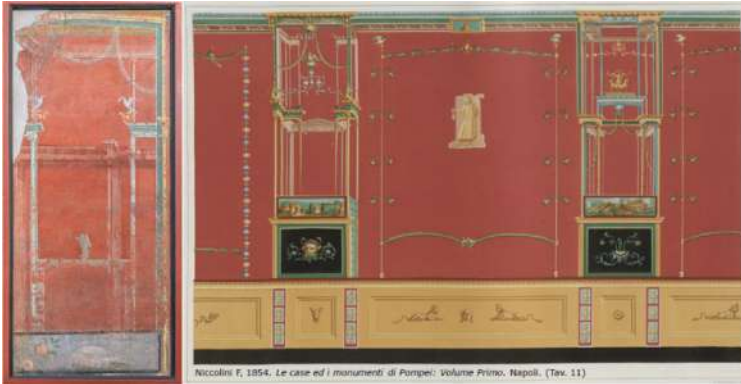 Niccolini F, 1854. Le case ed i monumenti di Pompei: Volume Primo. Napoli. (Tav. 11)